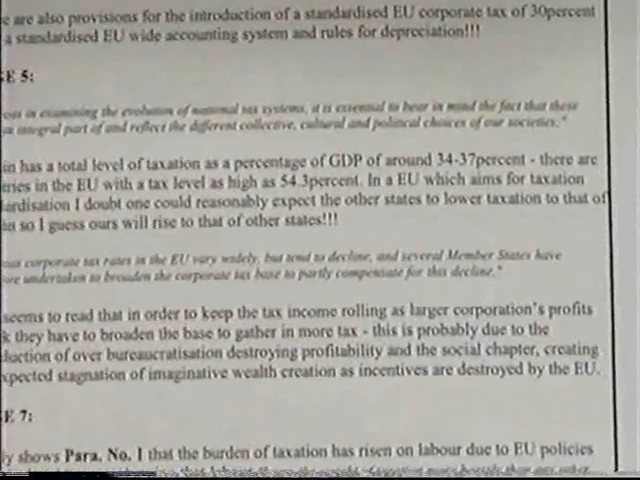 e are also provisions for the introduction of a standardised EU corporate tax of 30percent
a standardised EU wide accounting system and rules for depreciation!!!
GE 5:
in examining the evolution of national tax systems, it is essential to bear in mind the fact that these
integral part of and reflect the different collective, cultural and political choices of our societies."
in has a total level of taxation as a percentage of GDP of around 34-37percent - there are
tries in the EU with a tax level as high as 54.3percent. In a EU which aims for taxation
ardisation I doubt one could reasonably expect the other states to lower taxation to that of
in so I guess ours will rise to that of other states!!!
corporate tax rates in the EU vary widely, but tend to decline, and several Member States have
undertaken to broaden the corporate tax base to partly compensate for this decline."
seems to read that in order to keep the tax income rolling as larger corporation's profits
k they have to broaden the base to gather in more tax - this is probably due to the
duction of over bureaucratisation destroying profitability and the social chapter, creating
xpected stagnation of imaginative wealth creation as incentives are destroyed by the EU.
GE 7:
ly shows Para. No. 1 that the burden of taxation has risen on labour due to EU policies